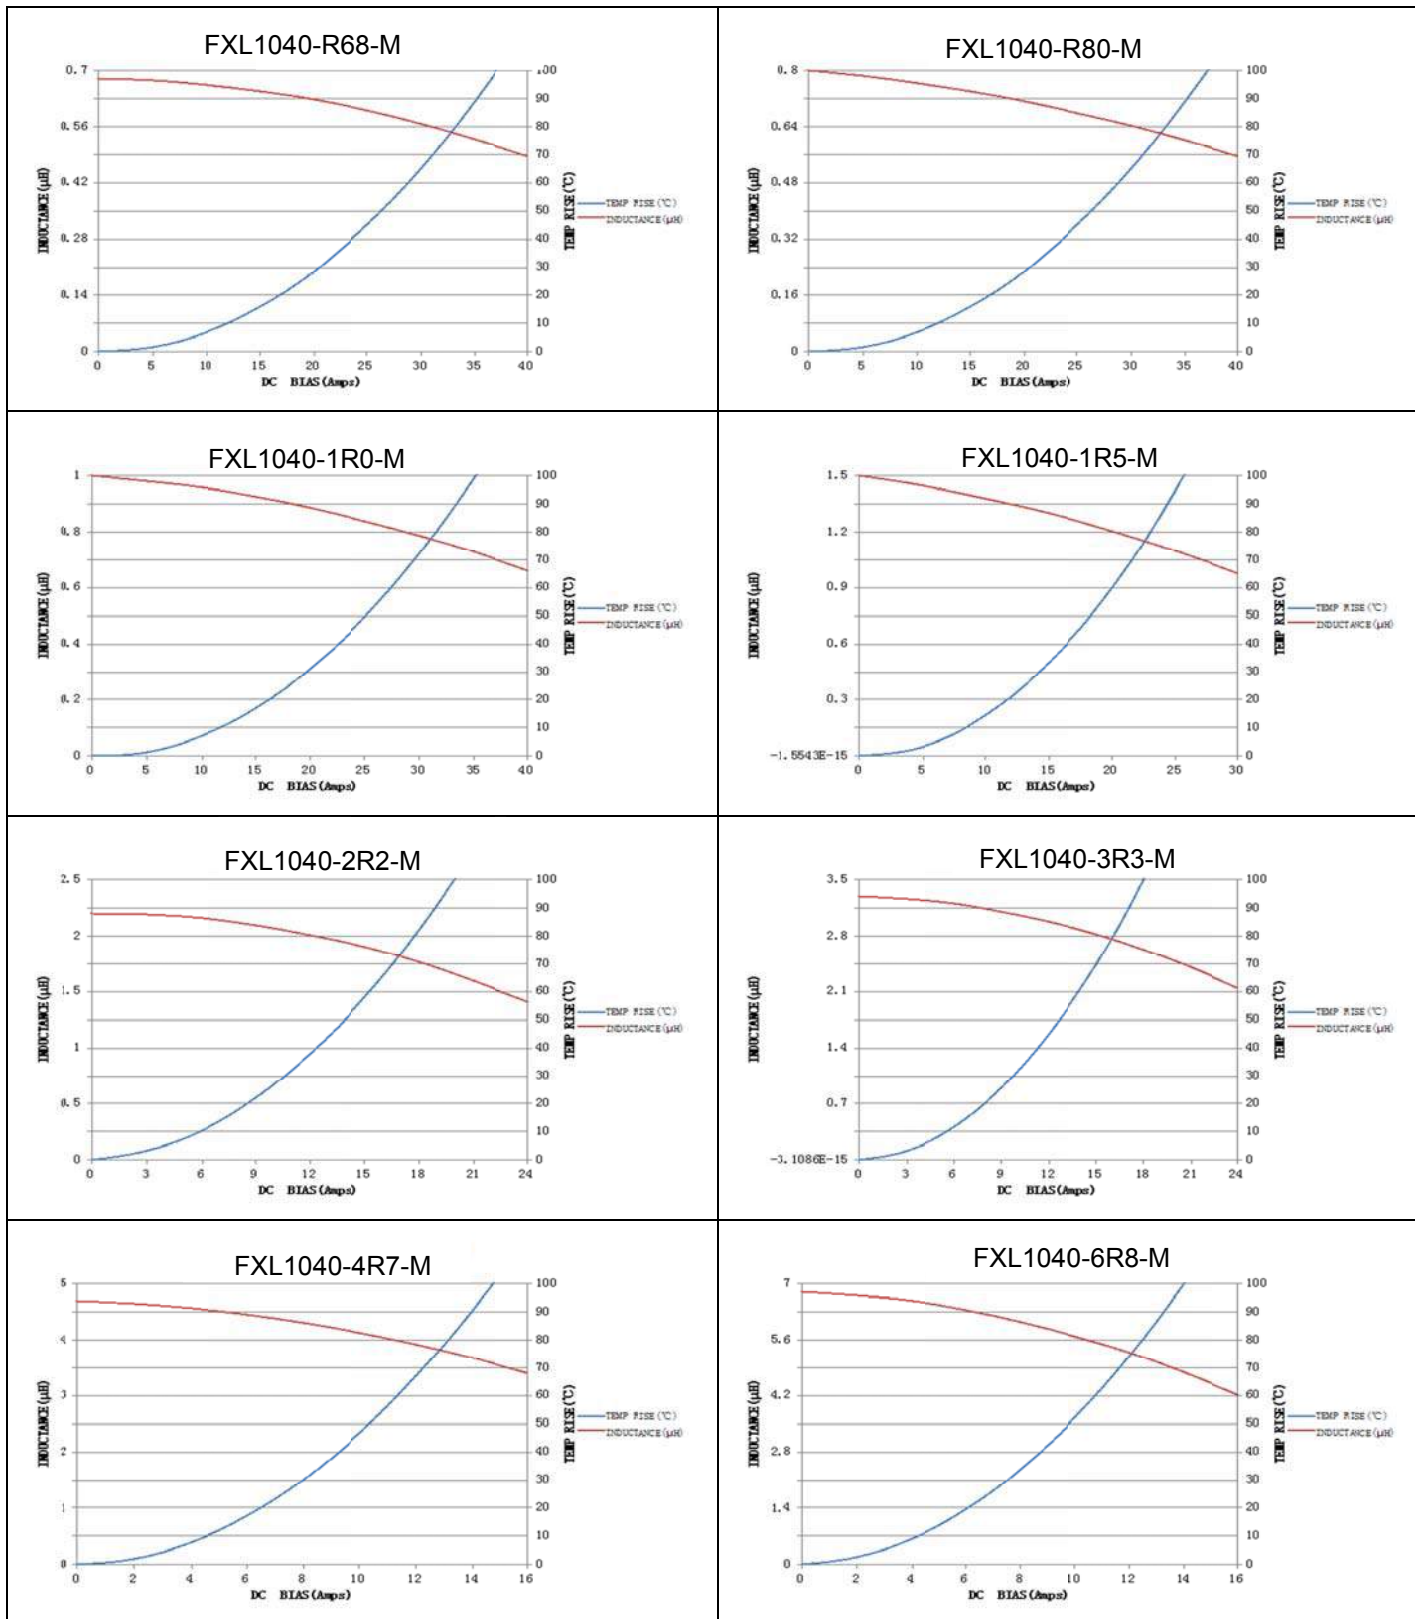 FXL1040-R68-M
0.7
0.56
0.42
0.28
0.14
0
100
90
80
70
60
50
40
30
20
10
0
0 5 10 15 20 25 30 35 40
INDUCTANCE(μH)
TEMP RISE(℃)
DC BIAS(Amps)
TEMP RISE(℃)
INDUCTANCE(μH)
FXL1040-R80-M
0.8
0.64
0.48
0.32
0.16
0
100
90
80
70
60
50
40
30
20
10
0
0 5 10 15 20 25 30 35 40
INDUCTANCE(μH)
TEMP RISE(℃)
DC BIAS(Amps)
TEMP RISE(℃)
INDUCTANCE(μH)
FXL1040-1R0-M
1
0.8
0.6
0.4
0.2
0
100
90
80
70
60
50
40
30
20
10
0
0 5 10 15 20 25 30 35 40
INDUCTANCE(μH)
TEMP RISE(℃)
DC BIAS(Amps)
TEMP RISE(℃)
INDUCTANCE(μH)
FXL1040-1R5-M
1.5
1.2
0.9
0.6
0.3
-1.5543E-15
100
90
80
70
60
50
40
30
20
10
0
0 5 10 15 20 25 30
INDUCTANCE(μH)
TEMP RISE(℃)
DC BIAS(Amps)
TEMP RISE(℃)
INDUCTANCE(μH)
FXL1040-2R2-M
2.5
2
1.5
1
0.5
0
100
90
80
70
60
50
40
30
20
10
0
0 3 6 9 12 15 18 21 24
INDUCTANCE(μH)
TEMP RISE(℃)
DC BIAS(Amps)
TEMP RISE(℃)
INDUCTANCE(μH)
FXL1040-3R3-M
3.5
2.8
2.1
1.4
0.7
-3.1086E-15
100
90
80
70
60
50
40
30
20
10
0
0 3 6 9 12 15 18 21 24
INDUCTANCE(μH)
TEMP RISE(℃)
DC BIAS(Amps)
TEMP RISE(℃)
INDUCTANCE(μH)
FXL1040-4R7-M
5
4
3
2
1
0
100
90
80
70
60
50
40
30
20
10
0
0 2 4 6 8 10 12 14 16
INDUCTANCE(μH)
TEMP RISE(℃)
DC BIAS(Amps)
TEMP RISE(℃)
INDUCTANCE(μH)
FXL1040-6R8-M
7
5.6
4.2
2.8
1.4
0
100
90
80
70
60
50
40
30
20
10
0
0 2 4 6 8 10 12 14 16
INDUCTANCE(μH)
TEMP RISE(℃)
DC BIAS(Amps)
TEMP RISE(℃)
INDUCTANCE(μH)